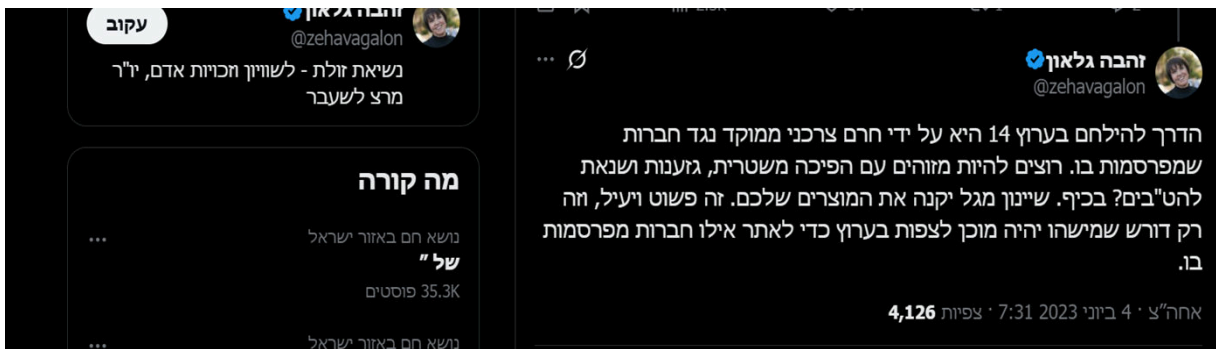 זהבה גלאון
@zehavagalon
הדרך להילחם בערוץ 14 היא על ידי חרם צרכני ממוקד נגד חברות
שמפרסמות בו. רוצים להיות מזוהים עם הפיכה משטרית, גזענות ושנאת
להט"בים? בכיף. שיינון מגל יקנה את המוצרים שלכם. זה פשוט ויעיל, וזה
רק דורש שמישהו יהיה מוכן לצפות בערוץ כדי לאתר אילו חברות מפרסמות
בו.
7:31 אחה״צ · 4 ביוני 2023 · 4,126 צפיות
זהבה גלאון
@zehavagalon
עקוב
נשיאת זולת - לשוויון וזכויות אדם, יו"ר
מרצ לשעבר
מה קורה
נושא חם באזור ישראל
של ״
35.3K פוסטים
נושא חם באזור ישראל